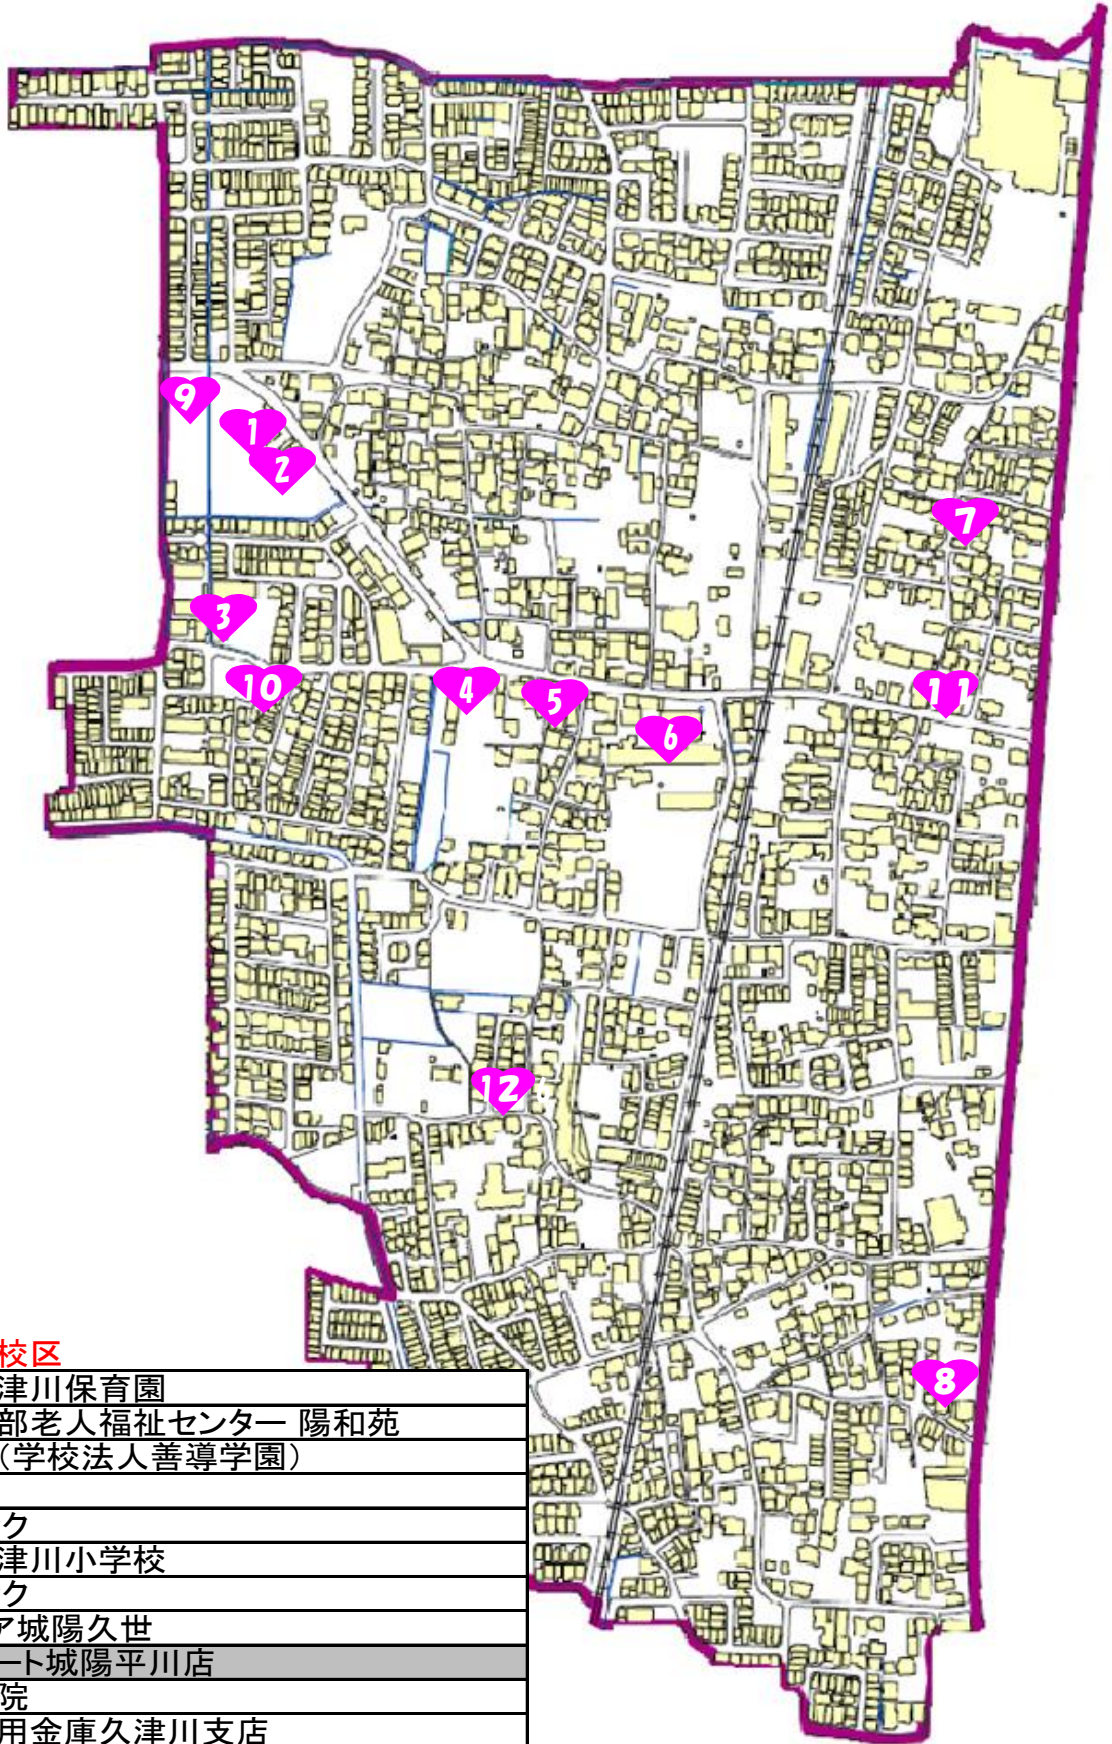 9
1
2
7
3
10
4
5
11
6
12
8
校区
津川保育園
部老人福祉センター 陽和苑
(学校法人善導学園)
ク
津川小学校
ク
ア城陽久世
ート城陽平川店
院
用金庫久津川支店